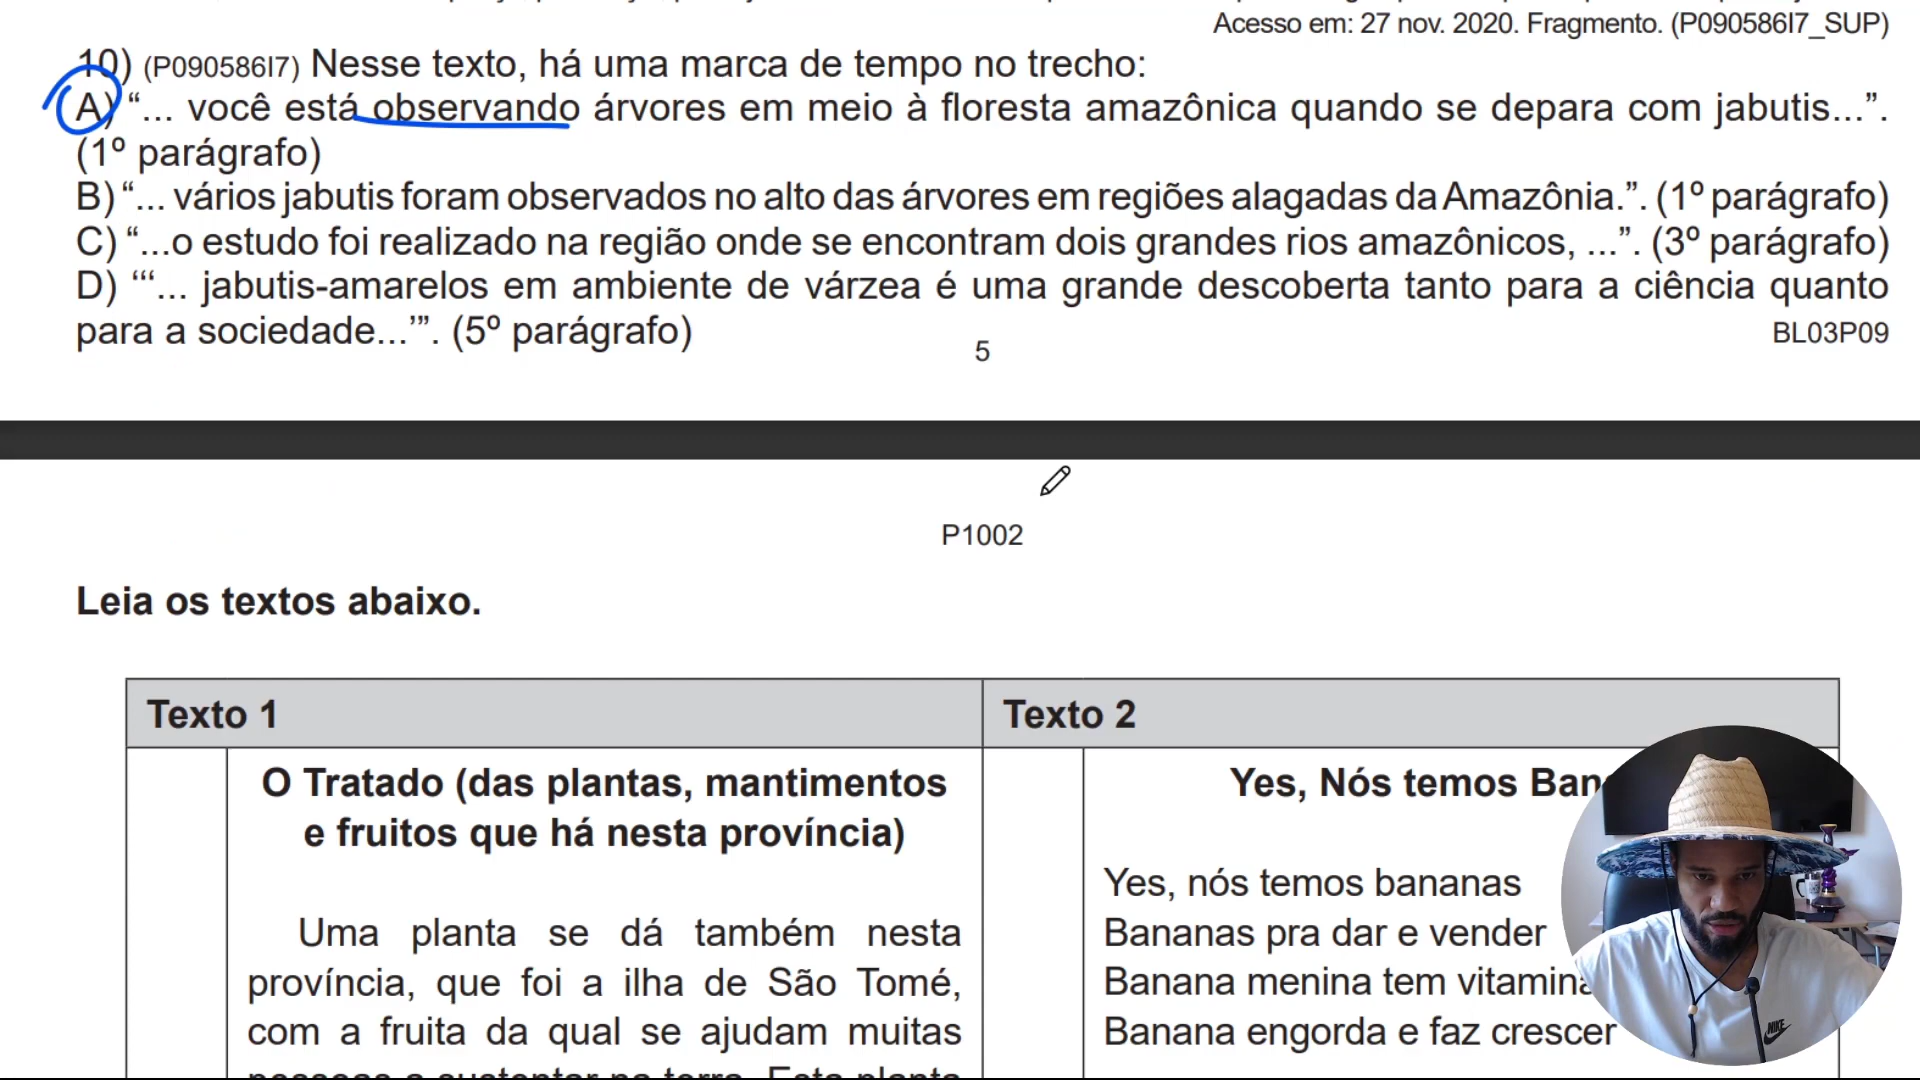 Acesso em: 27 nov. 2020. Fragmento. (P090586I7_SUP)
10) (P090586I7) Nesse texto, há uma marca de tempo no trecho:
A) “... você está observando árvores em meio à floresta amazônica quando se depara com jabutis...”.
(1º parágrafo)
B) “... vários jabutis foram observados no alto das árvores em regiões alagadas da Amazônia.”. (1º parágrafo)
C) “...o estudo foi realizado na região onde se encontram dois grandes rios amazônicos, ...”. (3º parágrafo)
D) “‘... jabutis-amarelos em ambiente de várzea é uma grande descoberta tanto para a ciência quanto
para a sociedade...’”. (5º parágrafo)
BL03P09
5
P1002
Leia os textos abaixo.
Texto 1
O Tratado (das plantas, mantimentos
e fruitos que há nesta província)
Uma planta se dá também nesta
província, que foi a ilha de São Tomé,
com a fruita da qual se ajudam muitas
pessoas a sustentar na terra. Esta planta
Texto 2
Yes, Nós temos
Yes, nós temos bananas
Bananas pra dar e vender
Banana menina tem vitamina
Banana engorda e faz crescer
NIKE